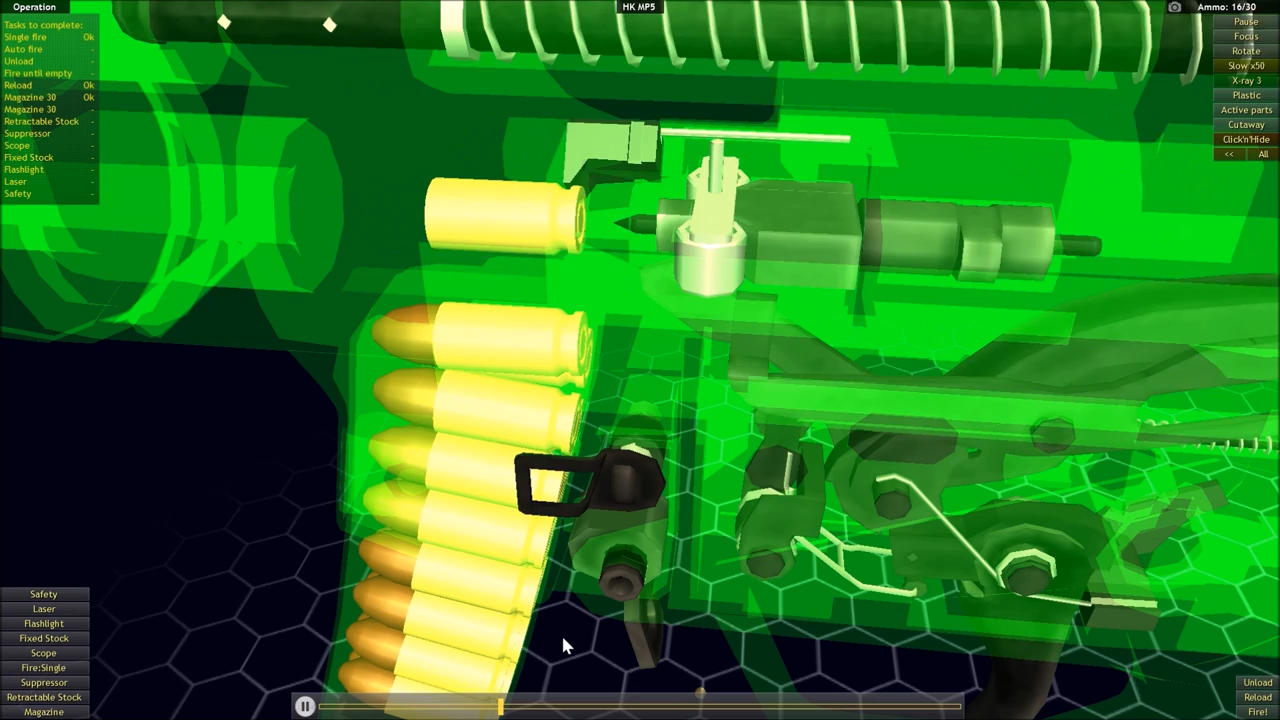 Operation
HK MP5
Ammo: 16/30
Tasks to complete:
Single fire Ok
Auto fire -
Unload -
Fire until empty -
Reload Ok
Magazine 30 Ok
Magazine 30 -
Retractable Stock -
Suppressor -
Scope -
Fixed Stock -
Flashlight -
Laser -
Safety -
Pause
Focus
Rotate
Slow x50
X-ray 3
Plastic
Active parts
Cutaway
Click'n'Hide
<< All
Safety
Laser
Flashlight
Fixed Stock
Scope
Fire:Single
Suppressor
Retractable Stock
Magazine
Unload
Reload
Fire!